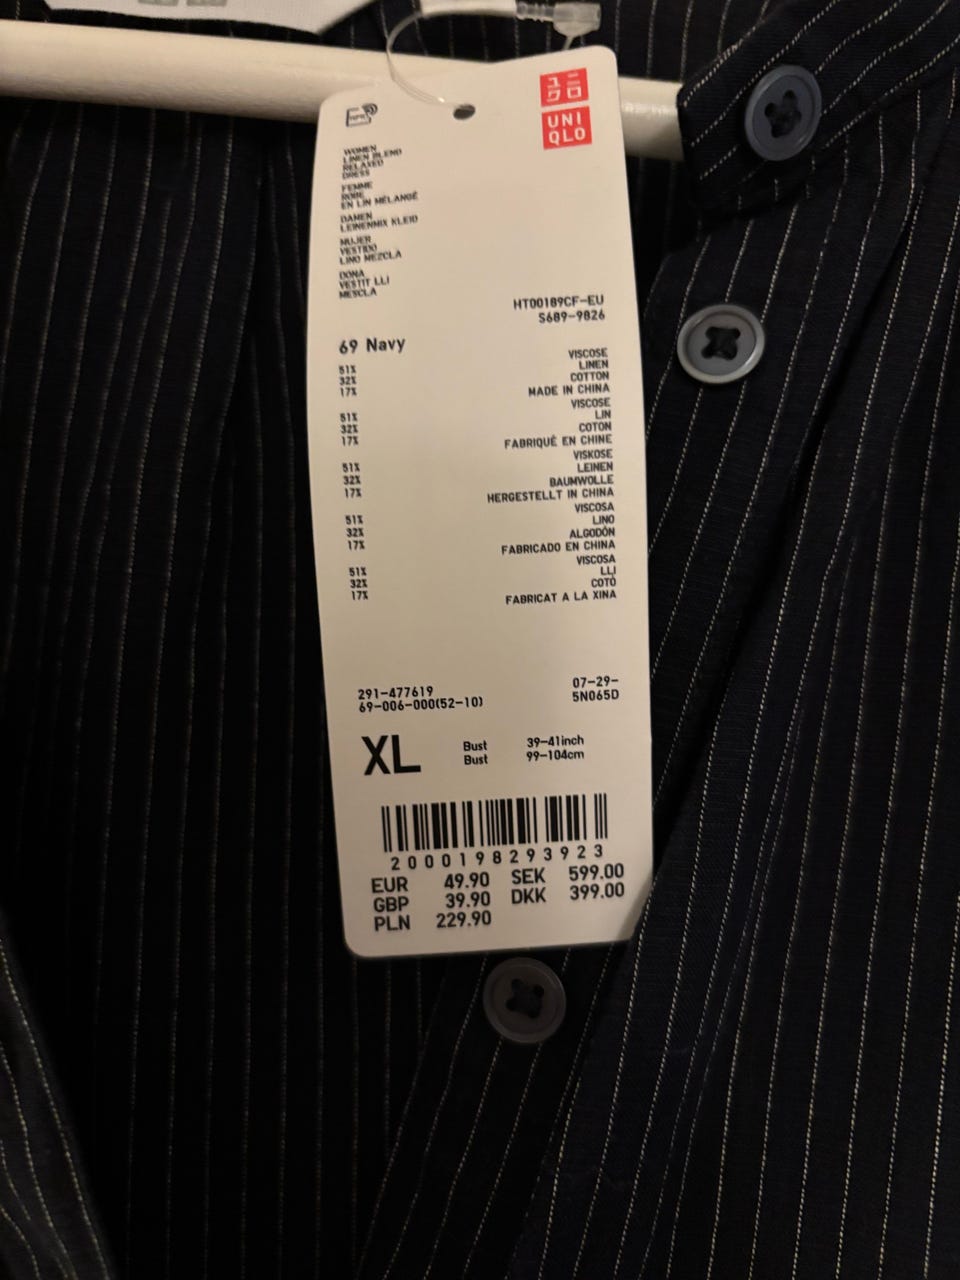 ユニ
クロ
UNI
QLO
WOMEN
LINEN BLEND
RELAXED
DRESS
FEMME
ROBE
EN LIN MÉLANGÉ
DAMEN
LEINENMIX KLEID
MUJER
VESTIDO
LINO MEZCLA
DONA
VESTIT LLI
MESCLA
HT00189CF-EU
S689-9826
69 Navy
51% VISCOSE
32% LINEN
17% COTTON
MADE IN CHINA
51% VISCOSE
32% LIN
17% COTON
FABRIQUÉ EN CHINE
51% VISKOSE
32% LEINEN
17% BAUMWOLLE
HERGESTELLT IN CHINA
51% VISCOSA
32% LINO
17% ALGODÓN
FABRICADO EN CHINA
51% VISCOSA
32% LLI
17% COTÓ
FABRICAT A LA XINA
291-477619 07-29-
69-006-000(52-10) 5N065D
XL Bust 39-41inch
Bust 99-104cm
2000198293923
EUR 49.90 SEK 599.00
GBP 39.90 DKK 399.00
PLN 229.90